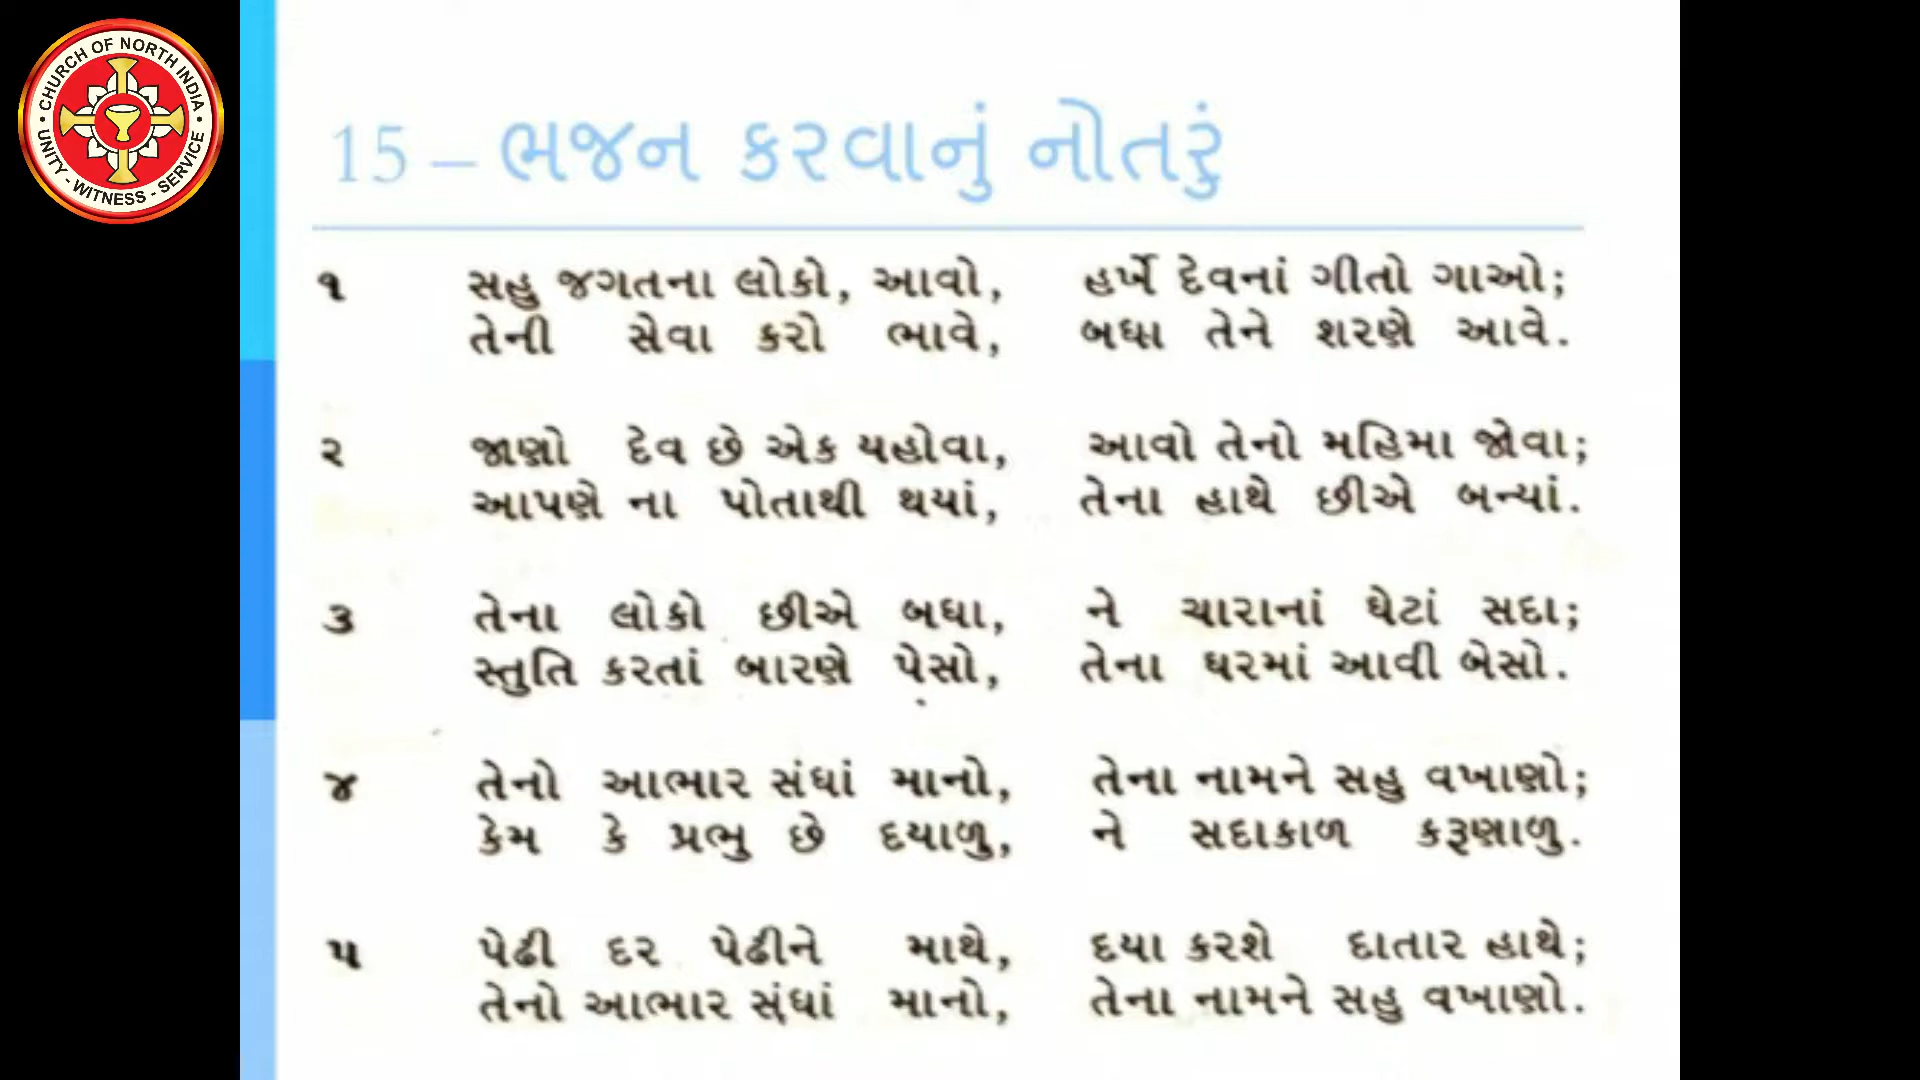 CHURCH OF NORTH INDIA
UNITY - WITNESS - SERVICE
15 – ભજન કરવાનું નોતરું
૧ સહુ જગતના લોકો, આવો, હર્ખે દેવનાં ગીતો ગાઓ;
તેની સેવા કરો ભાવે, બધા તેને શરણે આવે.
૨ જાણો દેવ છે એક યહોવા, આવો તેનો મહિમા જોવા;
આપણે ના પોતાથી થયાં, તેના હાથે છીએ બન્યાં.
૩ તેના લોકો છીએ બધા, ને ચારાનાં ઘેટાં સદા;
સ્તુતિ કરતાં બારણે પેસો, તેના ઘરમાં આવી બેસો.
૪ તેનો આભાર સંઘાં માનો, તેના નામને સહુ વખાણો;
કેમ કે પ્રભુ છે દયાળુ, ને સદાકાળ કરૂણાળુ.
૫ પેઢી દર પેઢીને માથે, દયા કરશે દાતાર હાથે;
તેનો આભાર સંઘાં માનો, તેના નામને સહુ વખાણો.